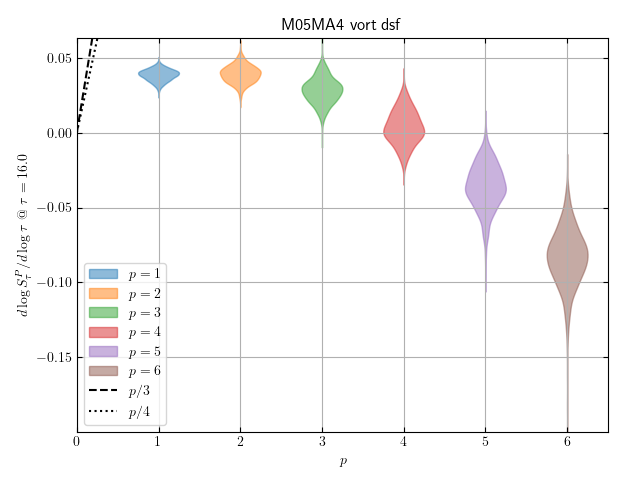 M05MA4 vort dsf
d log S_τ^P / d log τ @ τ = 16.0
0.05
0.00
−0.05
−0.10
−0.15
p = 1
p = 2
p = 3
p = 4
p = 5
p = 6
p/3
p/4
0 1 2 3 4 5 6
p